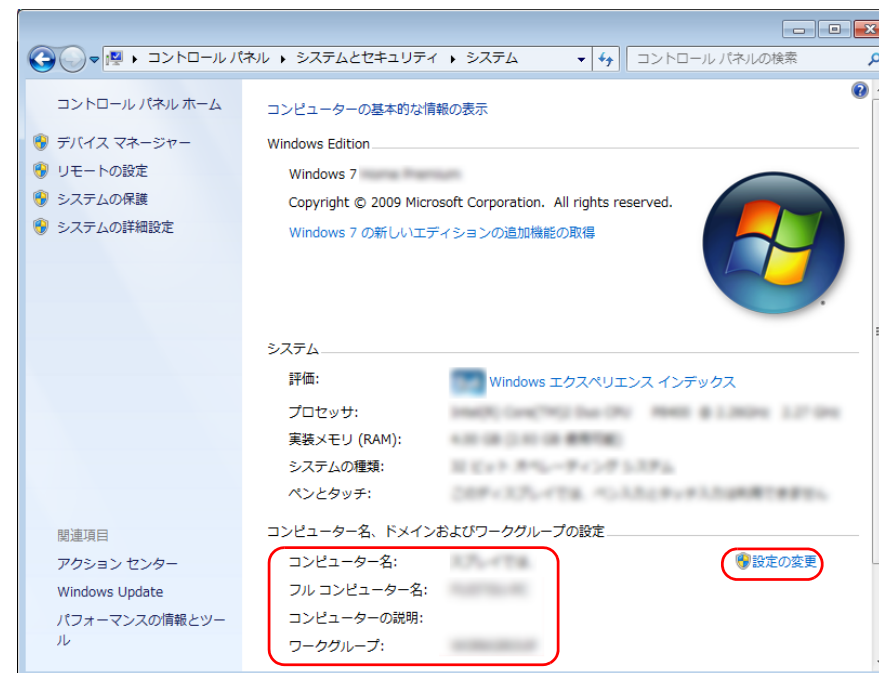 コントロール パネル ▸ システムとセキュリティ ▸ システム
コントロール パネルの検索
コントロール パネル ホーム
デバイス マネージャー
リモートの設定
システムの保護
システムの詳細設定
コンピューターの基本的な情報の表示
Windows Edition
Windows 7
Copyright © 2009 Microsoft Corporation. All rights reserved.
Windows 7 の新しいエディションの追加機能の取得
システム
評価:
Windows エクスペリエンス インデックス
プロセッサ:
実装メモリ (RAM):
システムの種類:
ペンとタッチ:
コンピューター名、ドメインおよびワークグループの設定
コンピューター名:
設定の変更
フル コンピューター名:
コンピューターの説明:
ワークグループ:
関連項目
アクション センター
Windows Update
パフォーマンスの情報とツー
ル